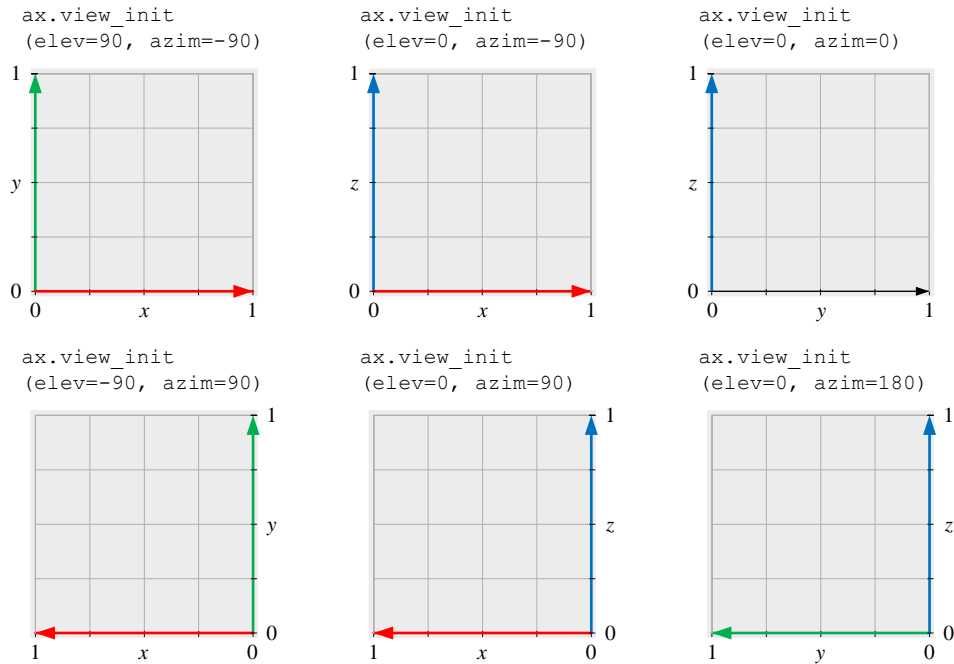 ax.view_init
(elev=90, azim=-90)
ax.view_init
(elev=0, azim=-90)
ax.view_init
(elev=0, azim=0)
1
y
0
0
x
1
1
z
0
0
x
1
1
z
0
0
y
1
ax.view_init
(elev=-90, azim=90)
ax.view_init
(elev=0, azim=90)
ax.view_init
(elev=0, azim=180)
1
y
0
1
x
0
1
z
0
1
x
0
1
z
0
1
y
0